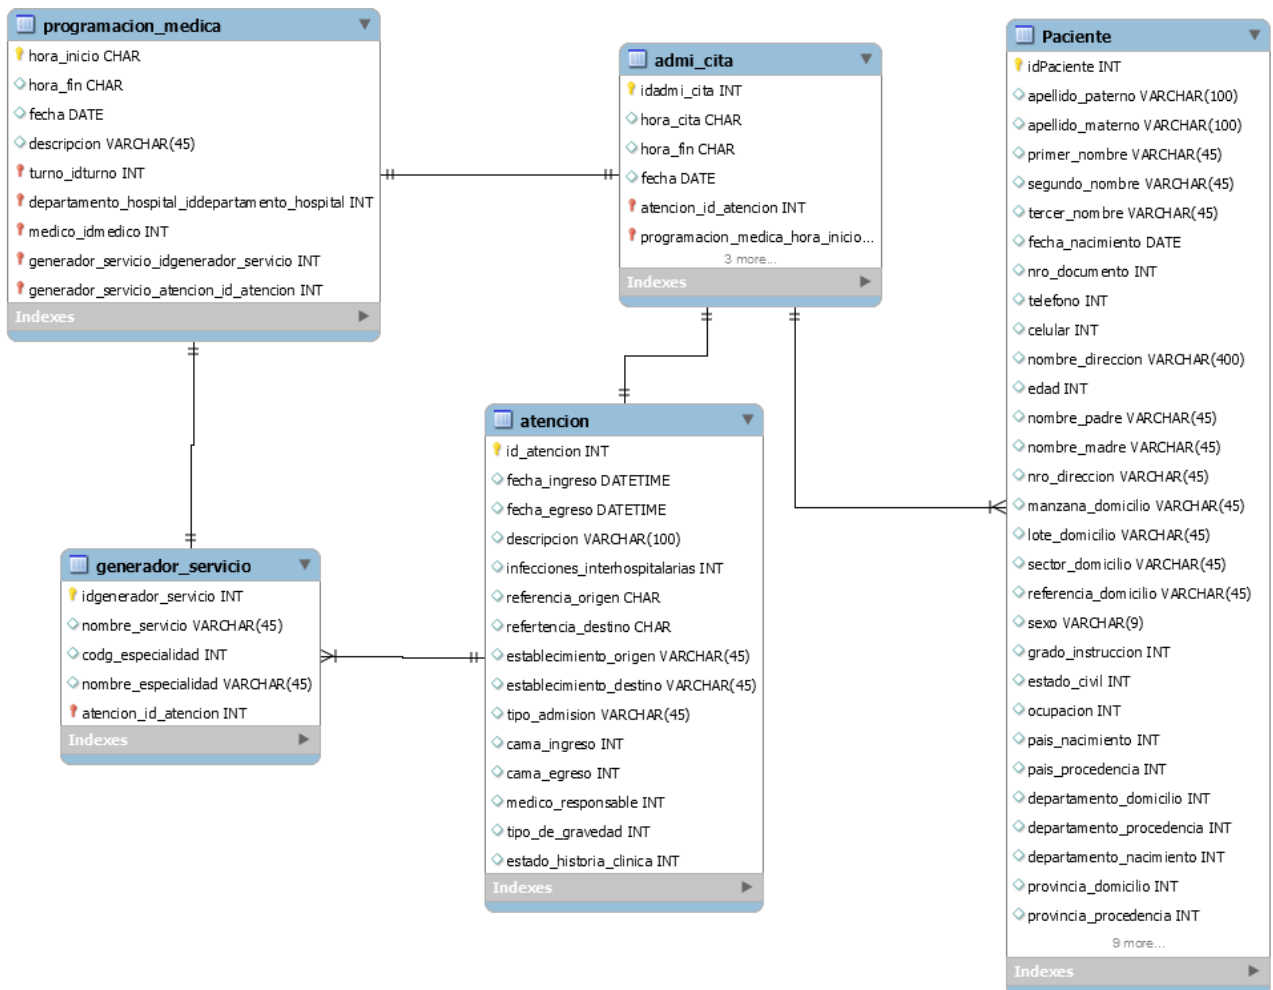 programacion_medica
hora_inicio CHAR
hora_fin CHAR
fecha DATE
descripcion VARCHAR(45)
turno_idturno INT
departamento_hospital_iddepartamento_hospital INT
medico_idmedico INT
generador_servicio_idgenerador_servicio INT
generador_servicio_atencion_id_atencion INT
Indexes
admi_cita
idadmi_cita INT
hora_cita CHAR
hora_fin CHAR
fecha DATE
atencion_id_atencion INT
programacion_medica_hora_inicio...
3 more...
Indexes
Paciente
idPaciente INT
apellido_paterno VARCHAR(100)
apellido_materno VARCHAR(100)
primer_nombre VARCHAR(45)
segundo_nombre VARCHAR(45)
tercer_nombre VARCHAR(45)
fecha_nacimiento DATE
nro_documento INT
telefono INT
celular INT
nombre_direccion VARCHAR(400)
edad INT
nombre_padre VARCHAR(45)
nombre_madre VARCHAR(45)
nro_direccion VARCHAR(45)
manzana_domicilio VARCHAR(45)
lote_domicilio VARCHAR(45)
sector_domicilio VARCHAR(45)
referencia_domicilio VARCHAR(45)
sexo VARCHAR(9)
grado_instruccion INT
estado_civil INT
ocupacion INT
pais_nacimiento INT
pais_procedencia INT
departamento_domicilio INT
departamento_procedencia INT
departamento_nacimiento INT
provincia_domicilio INT
provincia_procedencia INT
9 more...
Indexes
generador_servicio
idgenerador_servicio INT
nombre_servicio VARCHAR(45)
codg_especialidad INT
nombre_especialidad VARCHAR(45)
atencion_id_atencion INT
Indexes
atencion
id_atencion INT
fecha_ingreso DATETIME
fecha_egreso DATETIME
descripcion VARCHAR(100)
infecciones_interhospitalarias INT
referencia_origen CHAR
refertencia_destino CHAR
establecimiento_origen VARCHAR(45)
establecimiento_destino VARCHAR(45)
tipo_admision VARCHAR(45)
cama_ingreso INT
cama_egreso INT
medico_responsable INT
tipo_de_gravedad INT
estado_historia_clinica INT
Indexes